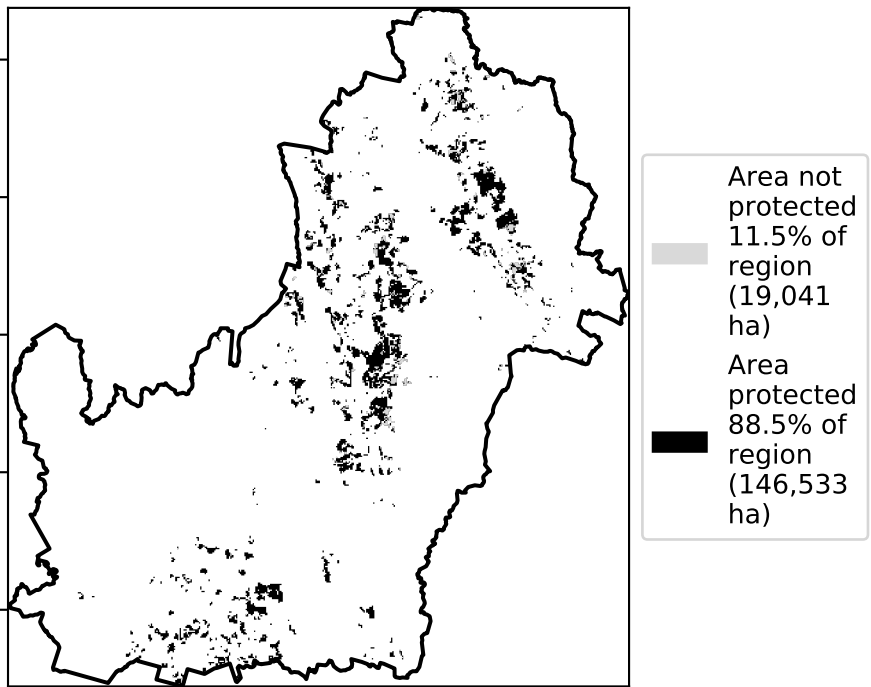 Area not
protected
11.5% of
region
(19,041
ha)
Area
protected
88.5% of
region
(146,533
ha)